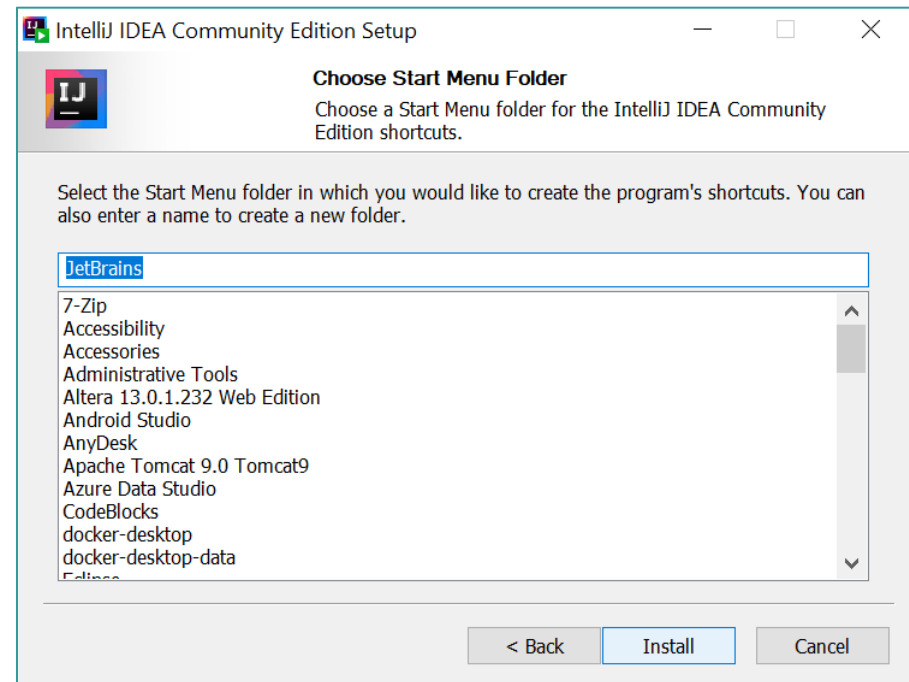 IntelliJ IDEA Community Edition Setup
IJ
Choose Start Menu Folder
Choose a Start Menu folder for the IntelliJ IDEA Community
Edition shortcuts.
Select the Start Menu folder in which you would like to create the program's shortcuts. You can
also enter a name to create a new folder.
JetBrains
7-Zip
Accessibility
Accessories
Administrative Tools
Altera 13.0.1.232 Web Edition
Android Studio
AnyDesk
Apache Tomcat 9.0 Tomcat9
Azure Data Studio
CodeBlocks
docker-desktop
docker-desktop-data
Eclipse
< Back
Install
Cancel